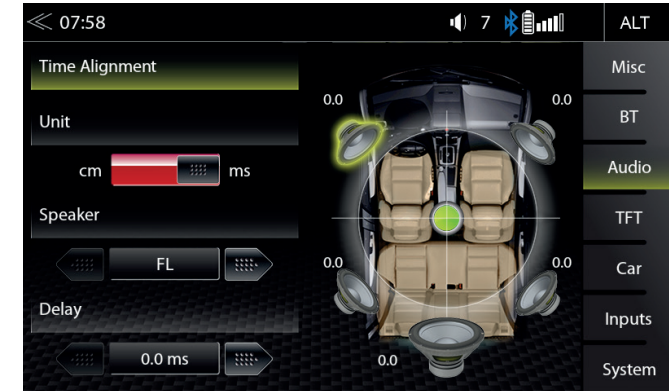 07:58 7 ALT
Time Alignment
Misc
0.0 0.0
Unit
BT
cm ms
Audio
Speaker
TFT
FL
0.0 0.0
Car
Delay
Inputs
0.0 ms
0.0
System